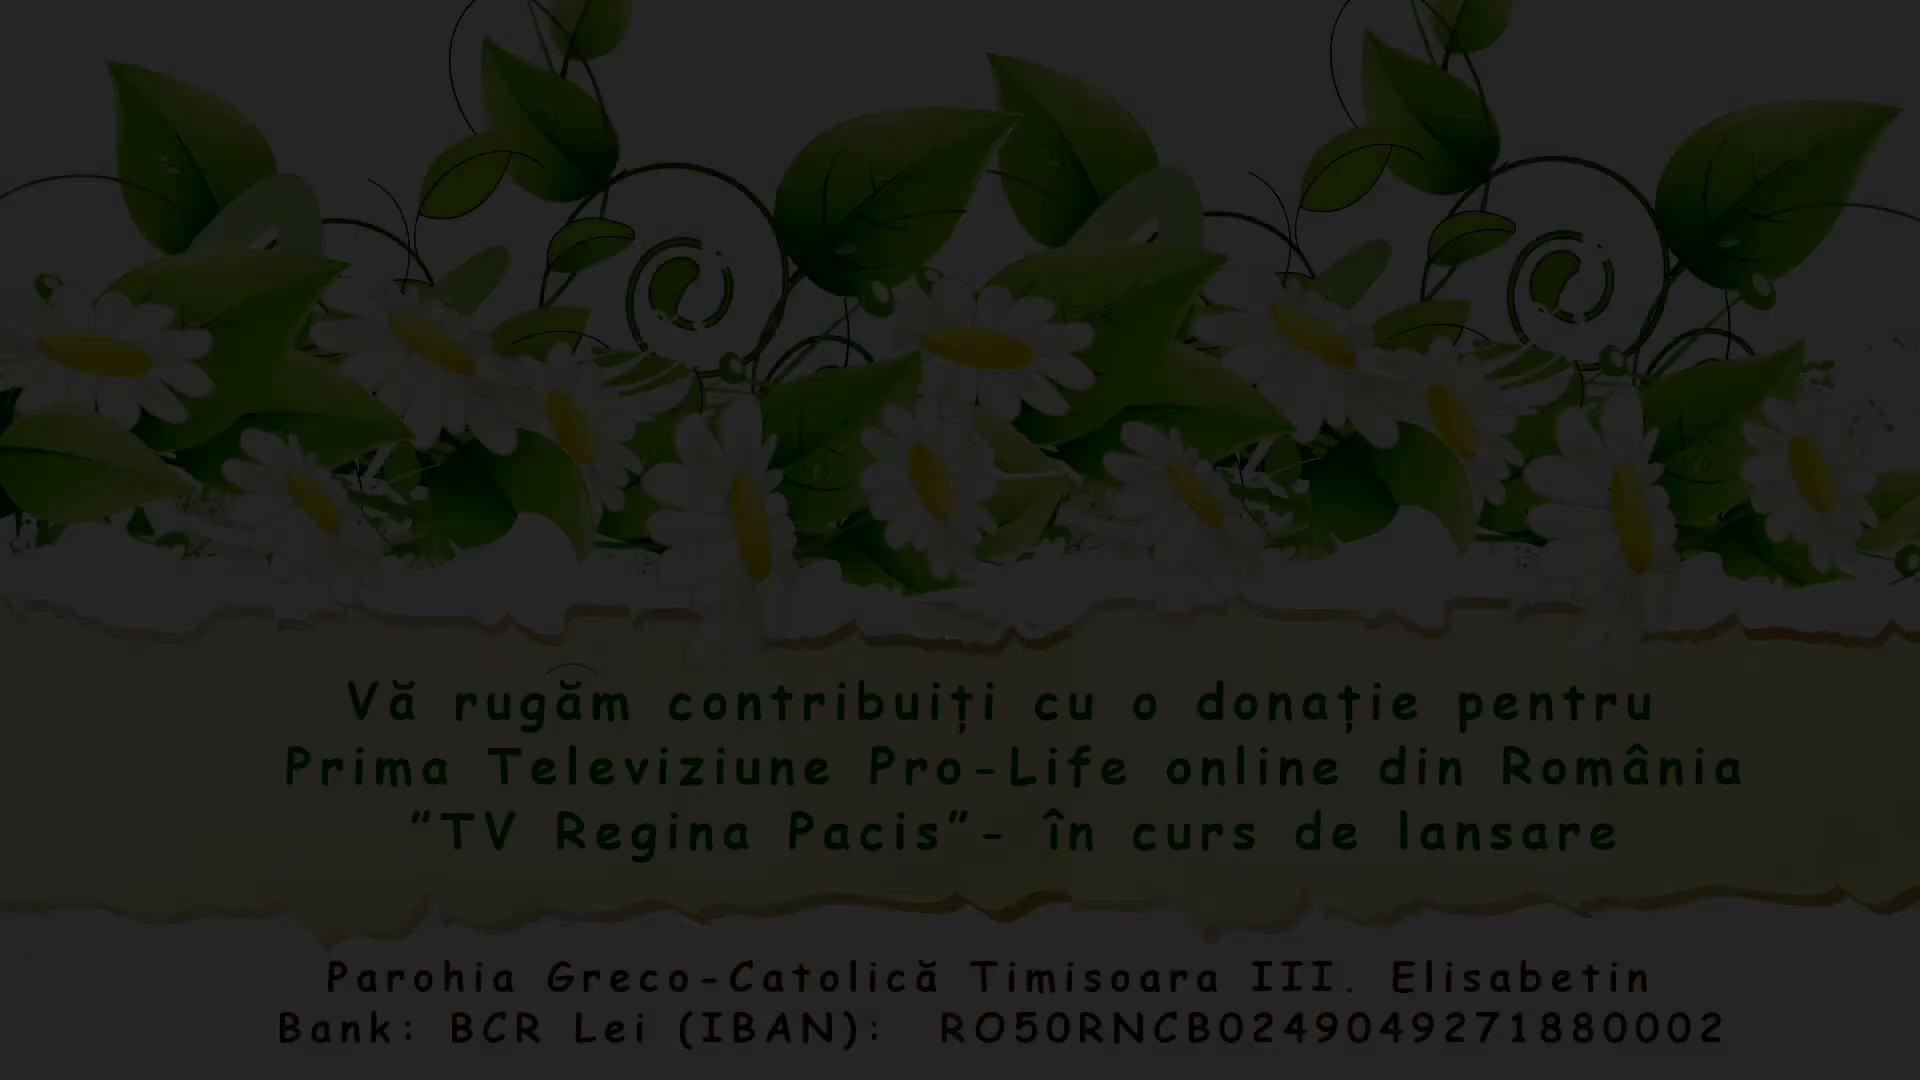 Vă rugăm contribuiți cu o donație pentru
Prima Televiziune Pro-Life online din România
”TV Regina Pacis”- în curs de lansare
Parohia Greco-Catolică Timisoara III. Elisabetin
Bank: BCR Lei (IBAN): RO50RNCB0249049271880002